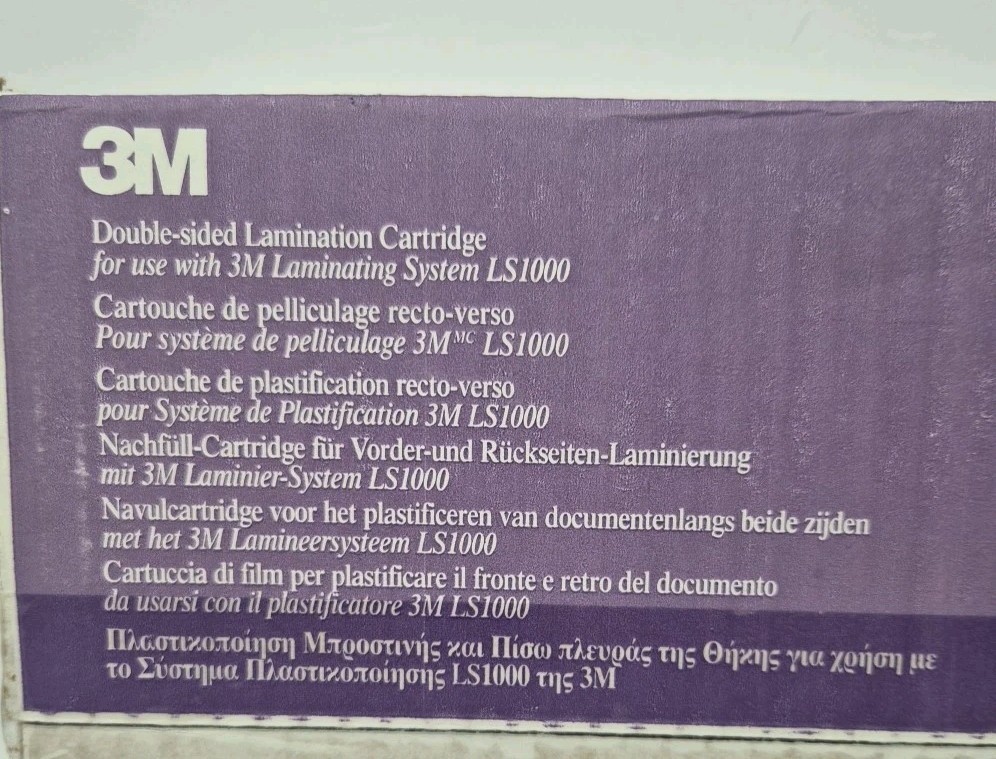 3M
Double-sided Lamination Cartridge
for use with 3M Laminating System LS1000
Cartouche de pelliculage recto-verso
Pour système de pelliculage 3M MC LS1000
Cartouche de plastification recto-verso
pour Système de Plastification 3M LS1000
Nachfüll-Cartridge für Vorder-und Rückseiten-Laminierung
mit 3M Laminier-System LS1000
Navulcartridge voor het plastificeren van documentenlangs beide zijden
met het 3M Lamineersysteem LS1000
Cartuccia di film per plastificare il fronte e retro del documento
da usarsi con il plastificatore 3M LS1000
Πλαστικοποίηση Μπροστινής και Πίσω πλευράς της Θήκης για χρήση με
το Σύστημα Πλαστικοποίησης LS1000 της 3M